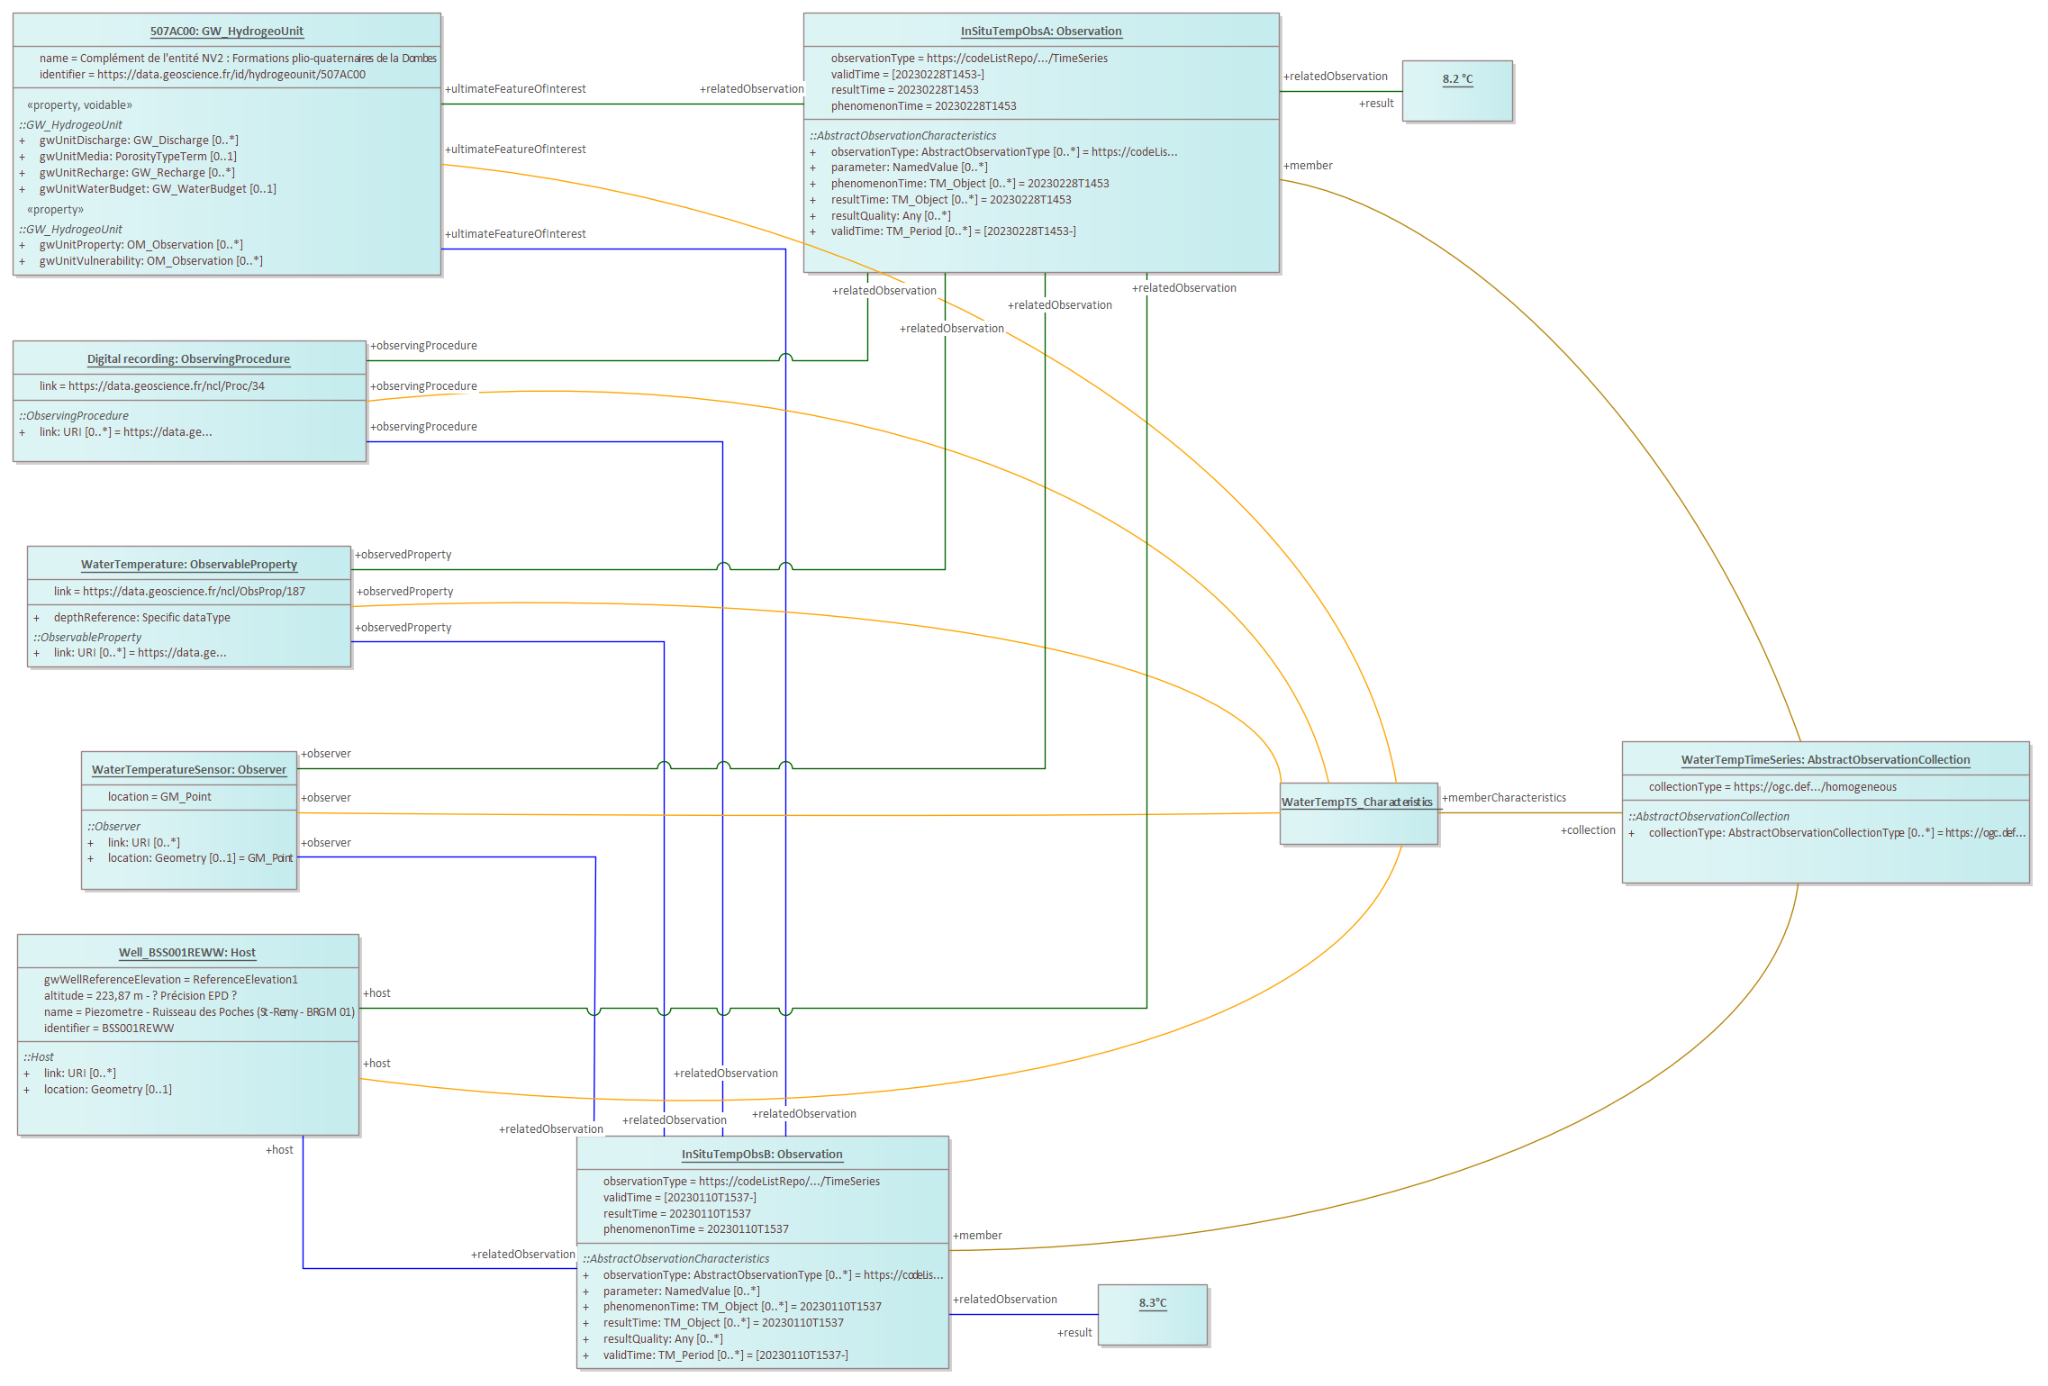 507AC00: GW_HydrogeoUnit
name = Complément de l'entité NV2 : Formations plio-quaternaires de la Dombes
identifier = https://data.geoscience.fr/id/hydrogeounit/507AC00
«property, voidable»
::GW_HydrogeoUnit
+ gwUnitDischarge: GW_Discharge [0..*]
+ gwUnitMedia: PorosityTypeTerm [0..1]
+ gwUnitRecharge: GW_Recharge [0..*]
+ gwUnitWaterBudget: GW_WaterBudget [0..1]
«property»
::GW_HydrogeoUnit
+ gwUnitProperty: OM_Observation [0..*]
+ gwUnitVulnerability: OM_Observation [0..*]
+ultimateFeatureOfInterest
+relatedObservation
+ultimateFeatureOfInterest
+ultimateFeatureOfInterest
InSituTempObsA: Observation
observationType = https://codeListRepo/.../TimeSeries
validTime = [20230228T1453-]
resultTime = 20230228T1453
phenomenonTime = 20230228T1453
::AbstractObservationCharacteristics
+ observationType: AbstractObservationType [0..*] = https://codeLis...
+ parameter: NamedValue [0..*]
+ phenomenonTime: TM_Object [0..*] = 20230228T1453
+ resultTime: TM_Object [0..*] = 20230228T1453
+ resultQuality: Any [0..*]
+ validTime: TM_Period [0..*] = [20230228T1453-]
+relatedObservation
+result
8.2 °C
+member
+relatedObservation
+relatedObservation
+relatedObservation
+relatedObservation
Digital recording: ObservingProcedure
link = https://data.geoscience.fr/ncl/Proc/34
::ObservingProcedure
+ link: URI [0..*] = https://data.ge...
+observingProcedure
+observingProcedure
+observingProcedure
WaterTemperature: ObservableProperty
link = https://data.geoscience.fr/ncl/ObsProp/187
+ depthReference: Specific dataType
::ObservableProperty
+ link: URI [0..*] = https://data.ge...
+observedProperty
+observedProperty
+observedProperty
WaterTemperatureSensor: Observer
location = GM_Point
::Observer
+ link: URI [0..*]
+ location: Geometry [0..1] = GM_Point
+observer
+observer
+observer
WaterTempTS_Characteristics
+memberCharacteristics
+collection
WaterTempTimeSeries: AbstractObservationCollection
collectionType = https://ogc.def.../homogeneous
::AbstractObservationCollection
+ collectionType: AbstractObservationCollectionType [0..*] = https://ogc.def...
Well_BSS001REWW: Host
gwWellReferenceElevation = ReferenceElevation1
altitude = 223,87 m - ? Précision EPD ?
name = Piezometre - Ruisseau des Poches (St-Remy - BRGM 01)
identifier = BSS001REWW
::Host
+ link: URI [0..*]
+ location: Geometry [0..1]
+host
+host
+host
+relatedObservation
+relatedObservation
+relatedObservation
+relatedObservation
+relatedObservation
InSituTempObsB: Observation
observationType = https://codeListRepo/.../TimeSeries
validTime = [20230110T1537-]
resultTime = 20230110T1537
phenomenonTime = 20230110T1537
::AbstractObservationCharacteristics
+ observationType: AbstractObservationType [0..*] = https://codeLis...
+ parameter: NamedValue [0..*]
+ phenomenonTime: TM_Object [0..*] = 20230110T1537
+ resultTime: TM_Object [0..*] = 20230110T1537
+ resultQuality: Any [0..*]
+ validTime: TM_Period [0..*] = [20230110T1537-]
+member
+relatedObservation
+result
8.3°C